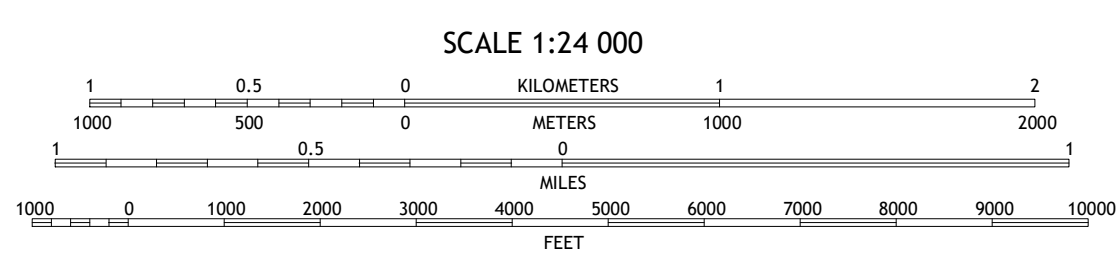 SCALE 1:24 000
1 0.5 0 KILOMETERS 1 2
1000 500 0 METERS 1000 2000
1 0.5 0 1
MILES
1000 0 1000 2000 3000 4000 5000 6000 7000 8000 9000 10000
FEET